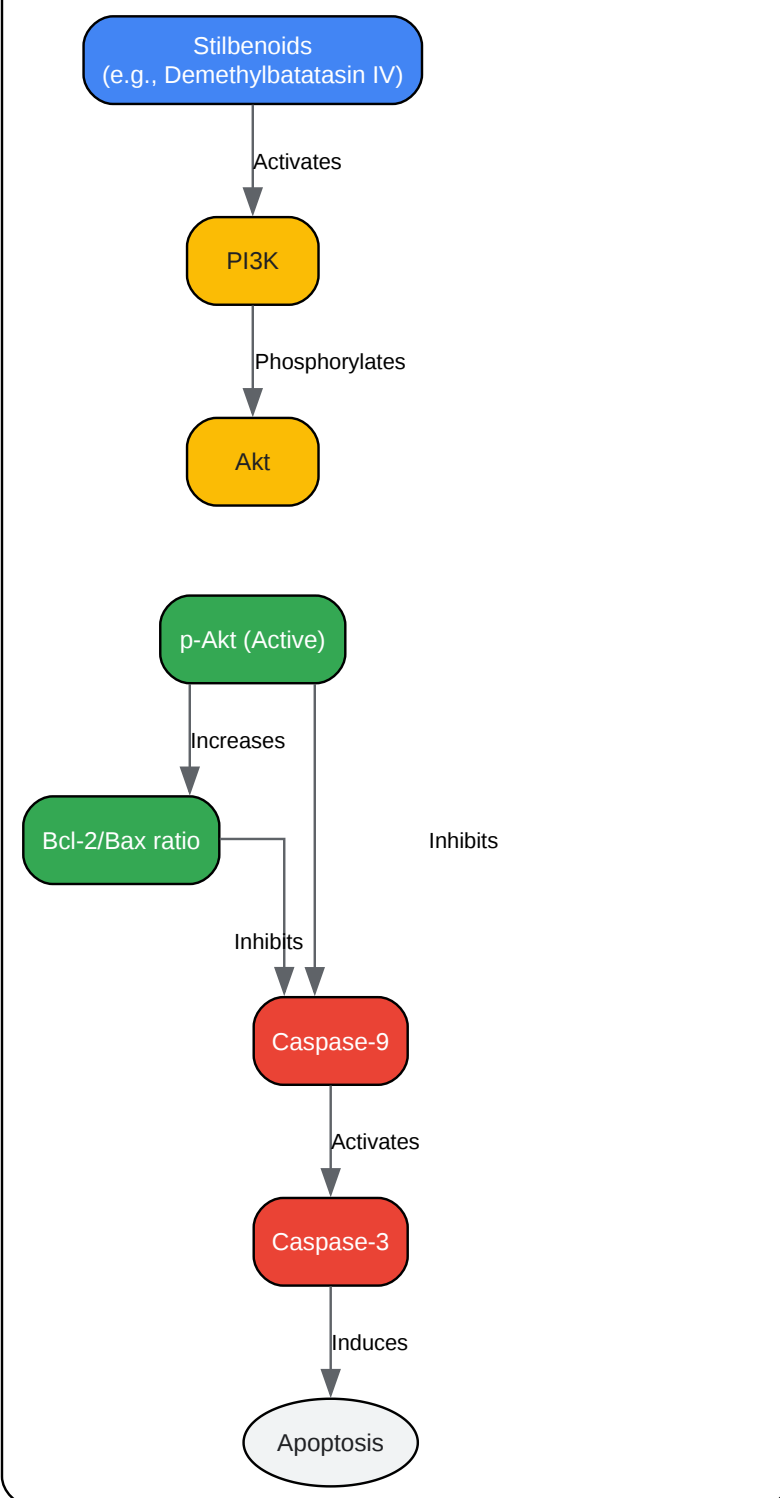 Stilbenoids
(e.g., Demethylbatatasin IV)
Activates
PI3K
Phosphorylates
Akt
p-Akt (Active)
Increases
Bcl-2/Bax ratio
Inhibits
Inhibits
Caspase-9
Activates
Caspase-3
Induces
Apoptosis